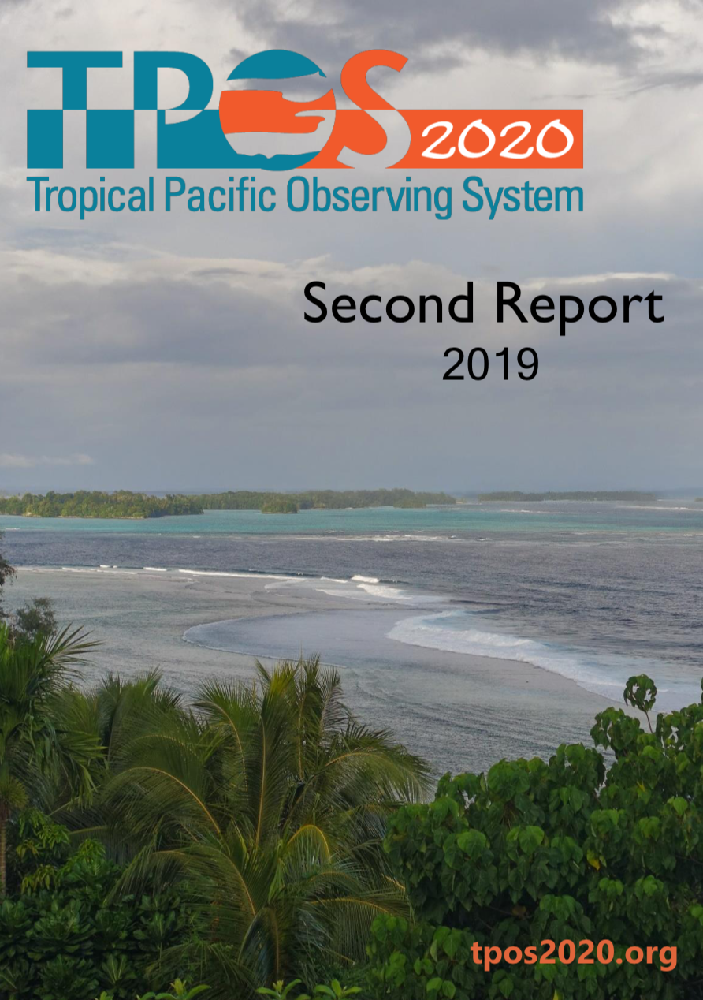 TPOS 2020
Tropical Pacific Observing System
Second Report
2019
tpos2020.org